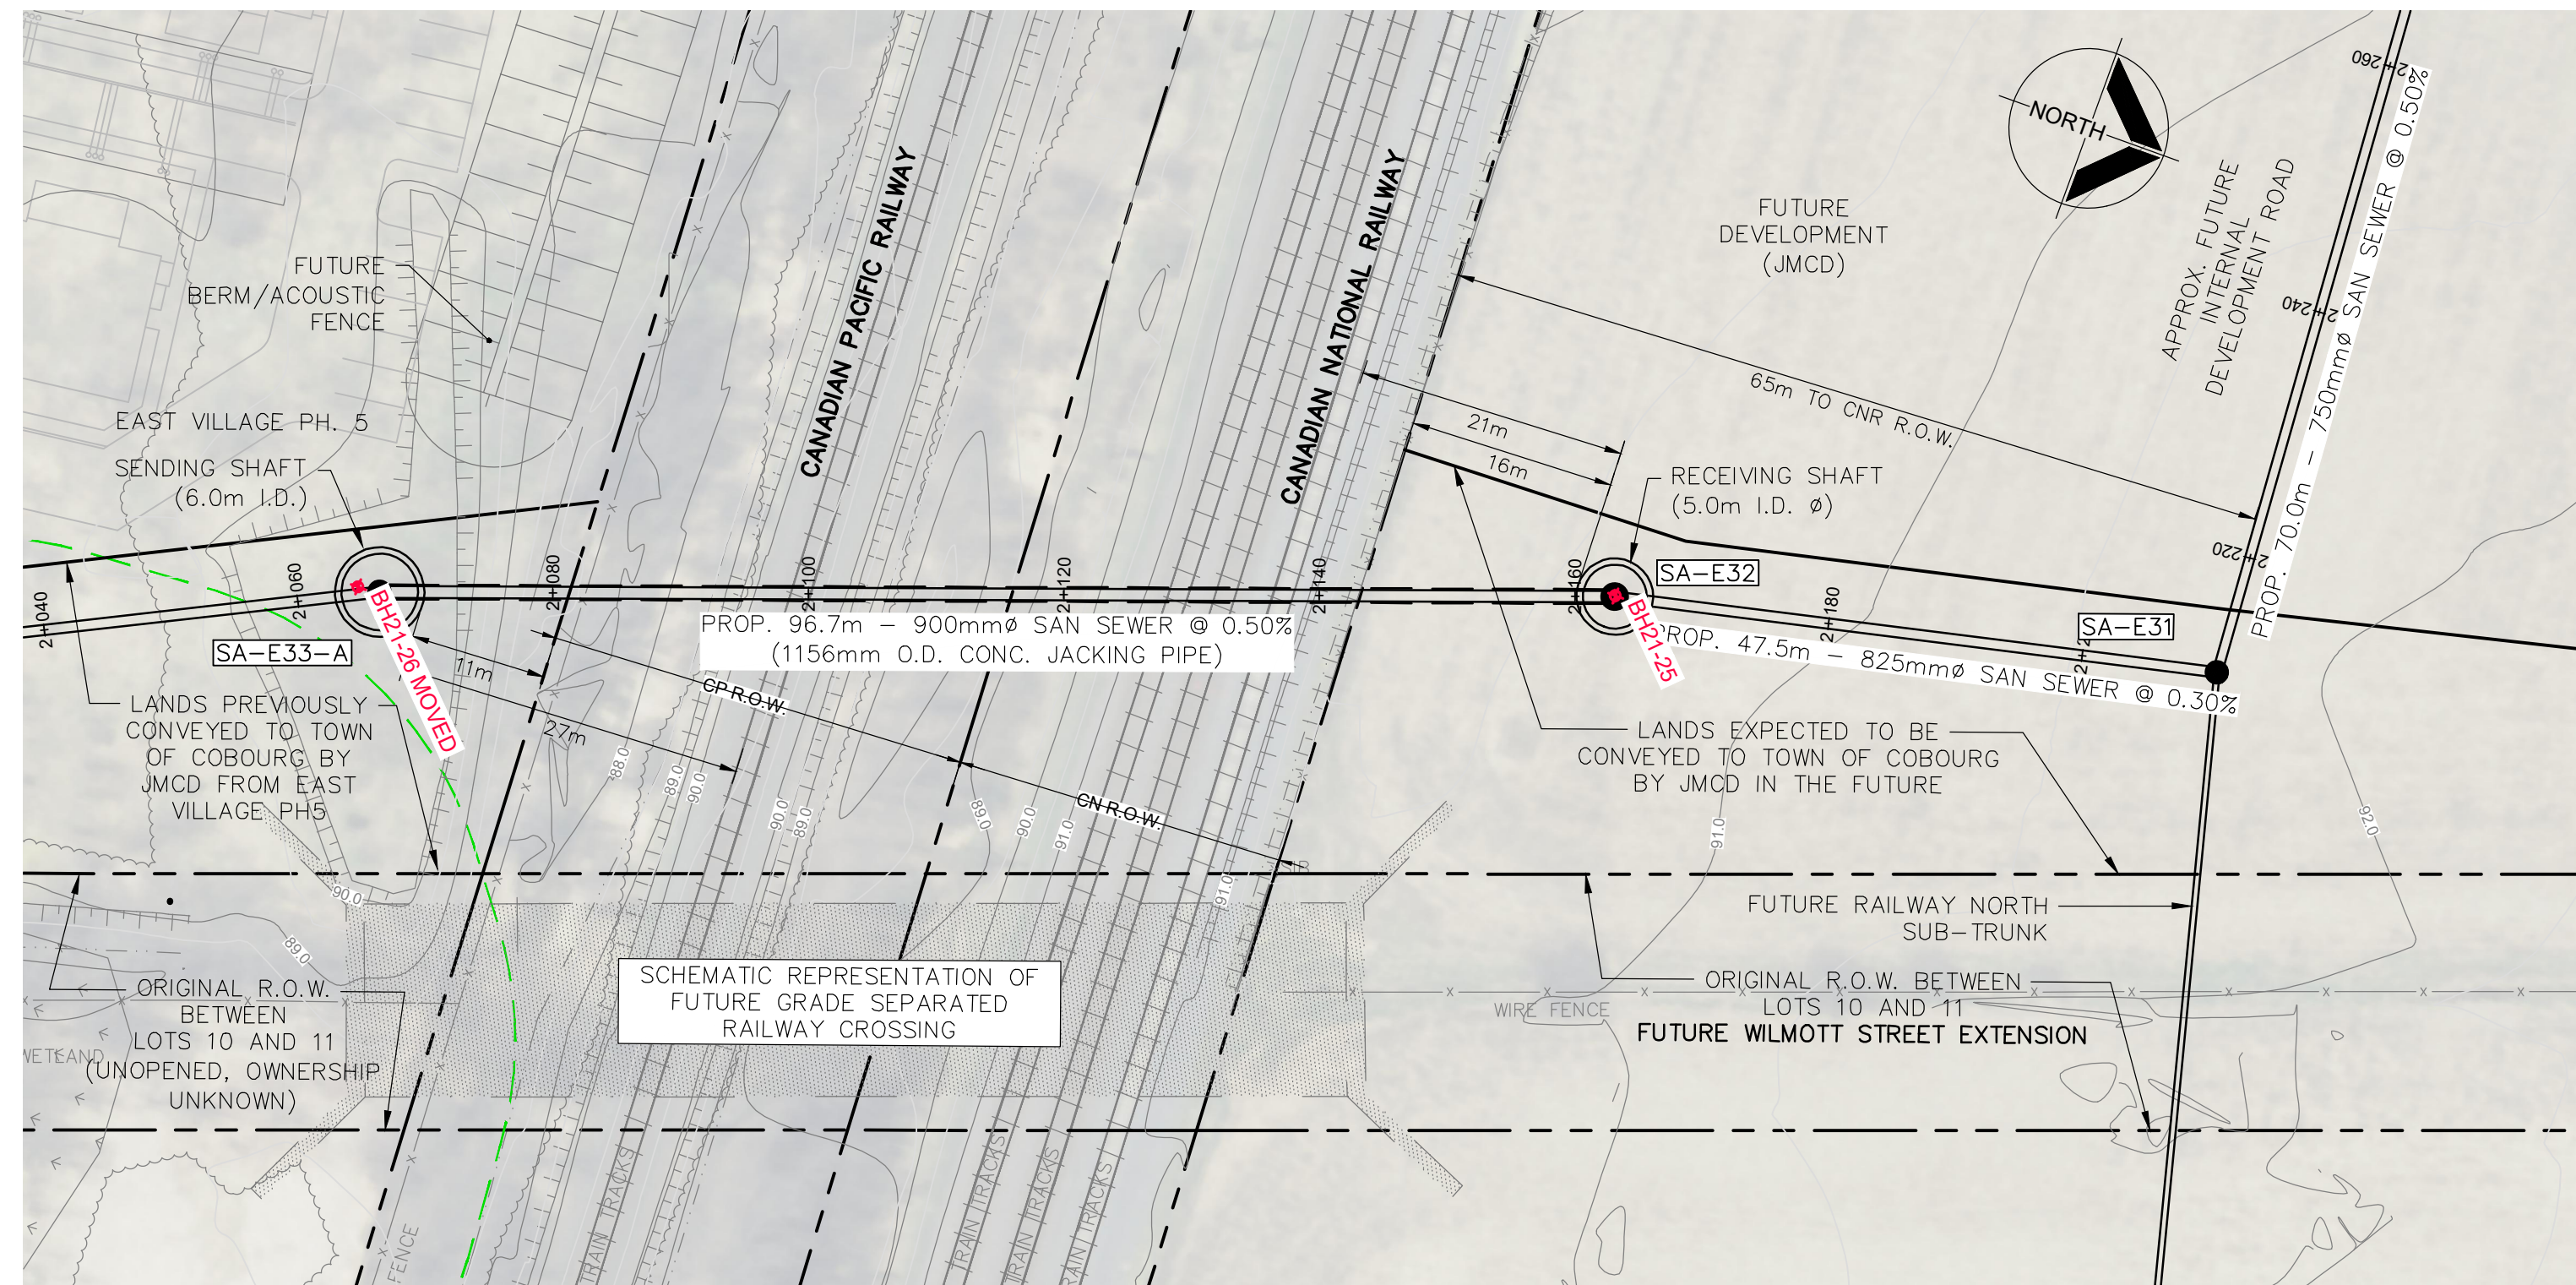 NORTH
2+260
FUTURE
DEVELOPMENT
(JMCD)
APPROX. FUTURE
INTERNAL
DEVELOPMENT ROAD
PROP. 70.0m - 750mmø SAN SEWER @ 0.50%
2+240
2+220
CANADIAN PACIFIC RAILWAY
CANADIAN NATIONAL RAILWAY
FUTURE
BERM/ACOUSTIC
FENCE
65m TO CNR R.O.W.
21m
16m
EAST VILLAGE PH. 5
SENDING SHAFT
(6.0m I.D.)
RECEIVING SHAFT
(5.0m I.D. ø)
2+040
2+060
2+080
2+100
2+120
2+140
2+160
2+180
SA-E32
SA-E31
SA-E33-A
BH21-26 MOVED
BH21-25
PROP. 96.7m - 900mmø SAN SEWER @ 0.50%
(1156mm O.D. CONC. JACKING PIPE)
PROP. 47.5m - 825mmø SAN SEWER @ 0.30%
11m
27m
CP R.O.W.
CN R.O.W.
LANDS PREVIOUSLY
CONVEYED TO TOWN
OF COBOURG BY
JMCD FROM EAST
VILLAGE PH5
LANDS EXPECTED TO BE
CONVEYED TO TOWN OF COBOURG
BY JMCD IN THE FUTURE
88.0
89.0
90.0
90.0
89.0
89.0
90.0
91.0
91.0
91.0
92.0
90.0
89.0
FUTURE RAILWAY NORTH
SUB-TRUNK
SCHEMATIC REPRESENTATION OF
FUTURE GRADE SEPARATED
RAILWAY CROSSING
ORIGINAL R.O.W.
BETWEEN
LOTS 10 AND 11
(UNOPENED, OWNERSHIP
UNKNOWN)
WETLAND
ORIGINAL R.O.W. BETWEEN
LOTS 10 AND 11
FUTURE WILMOTT STREET EXTENSION
WIRE FENCE
FENCE
TRAIN TRACKS
TRAIN TRACKS
TRAIN TRACKS
TRAIN TRACKS